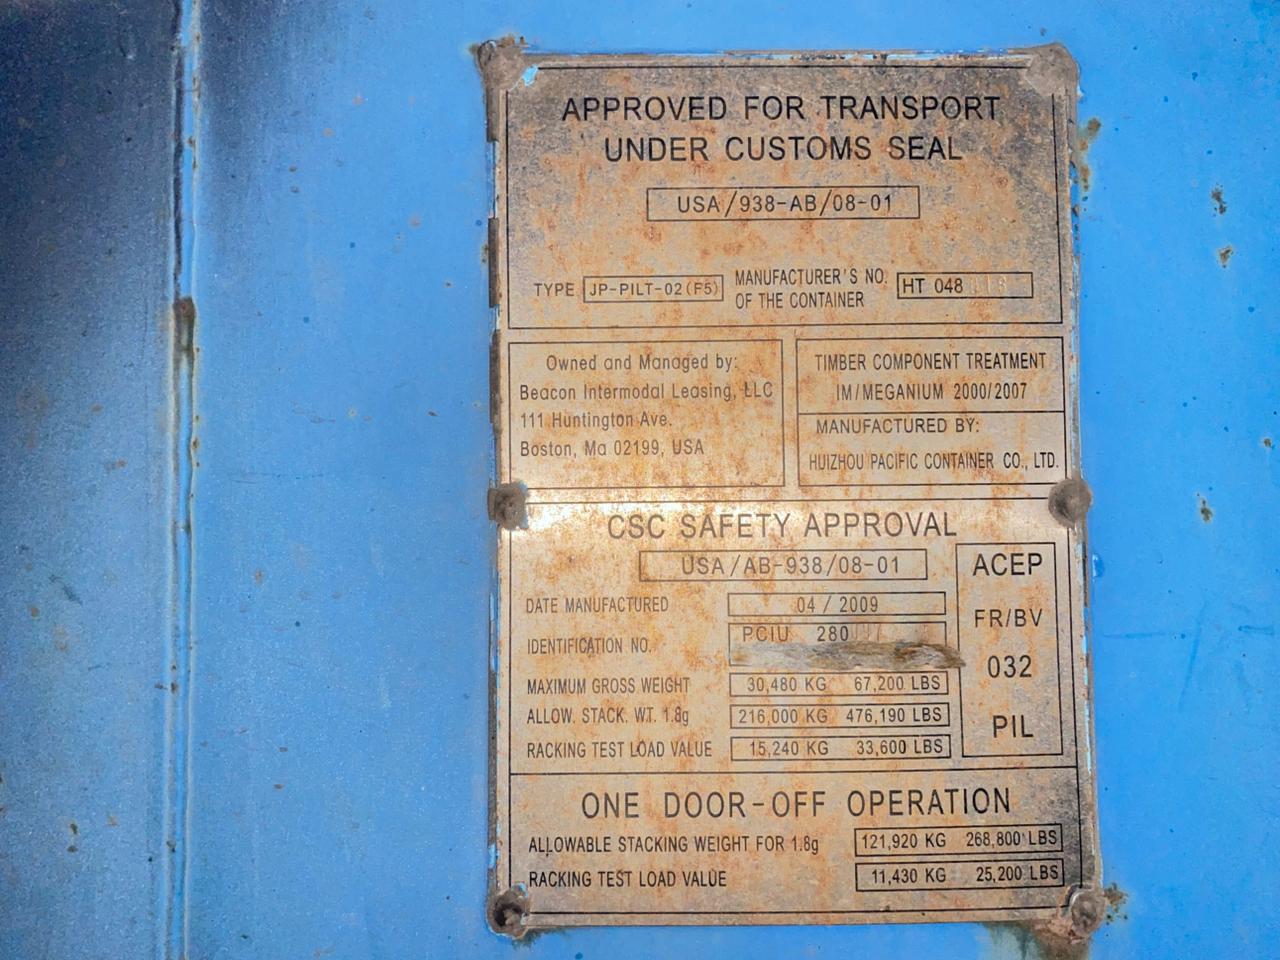 APPROVED FOR TRANSPORT
UNDER CUSTOMS SEAL
USA/938-AB/08-01
TYPE JP-PILT-02(F5) MANUFACTURER'S NO. OF THE CONTAINER HT 048
Owned and Managed by:
Beacon Intermodal Leasing, LLC
111 Huntington Ave.
Boston, Ma 02199, USA
TIMBER COMPONENT TREATMENT
IM/MEGANIUM 2000/2007
MANUFACTURED BY:
HUIZHOU PACIFIC CONTAINER CO., LTD.
CSC SAFETY APPROVAL
USA/AB-938/08-01
DATE MANUFACTURED 04/2009
IDENTIFICATION NO. PCIU 280
MAXIMUM GROSS WEIGHT 30,480 KG 67,200 LBS
ALLOW. STACK. WT. 1.8g 216,000 KG 476,190 LBS
RACKING TEST LOAD VALUE 15,240 KG 33,600 LBS
ACEP
FR/BV
032
PIL
ONE DOOR-OFF OPERATION
ALLOWABLE STACKING WEIGHT FOR 1.8g 121,920 KG 268,800 LBS
RACKING TEST LOAD VALUE 11,430 KG 25,200 LBS